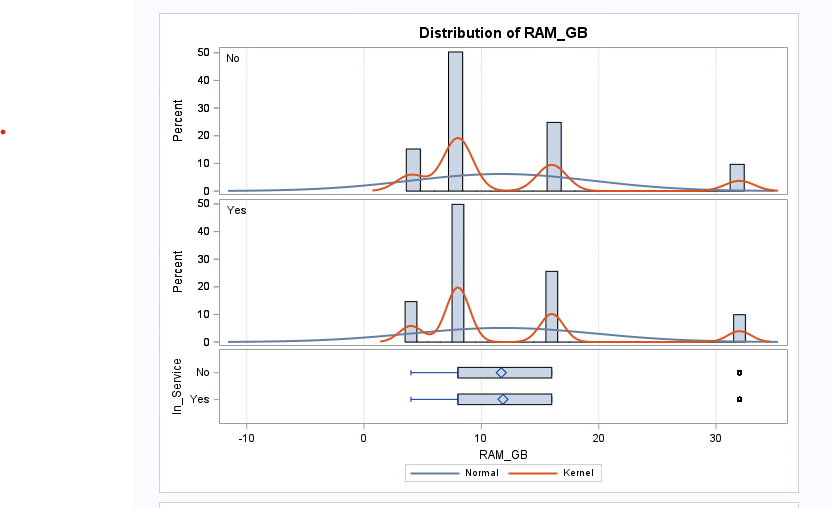 Distribution of RAM_GB
No
Percent
50
40
30
20
10
0
Yes
Percent
50
40
30
20
10
0
In_Service
No
Yes
-10 0 10 20 30
RAM_GB
Normal Kernel